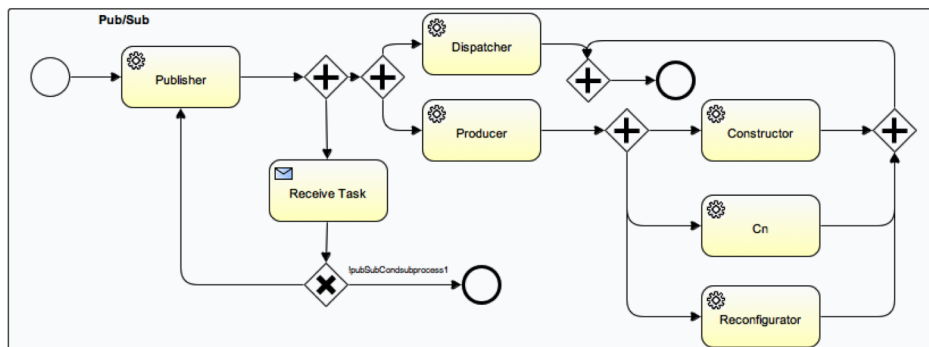 Pub/Sub
Dispatcher
Publisher
Producer
Constructor
Receive Task
Cn
!pubSubCondsubprocess1
Reconfigurator